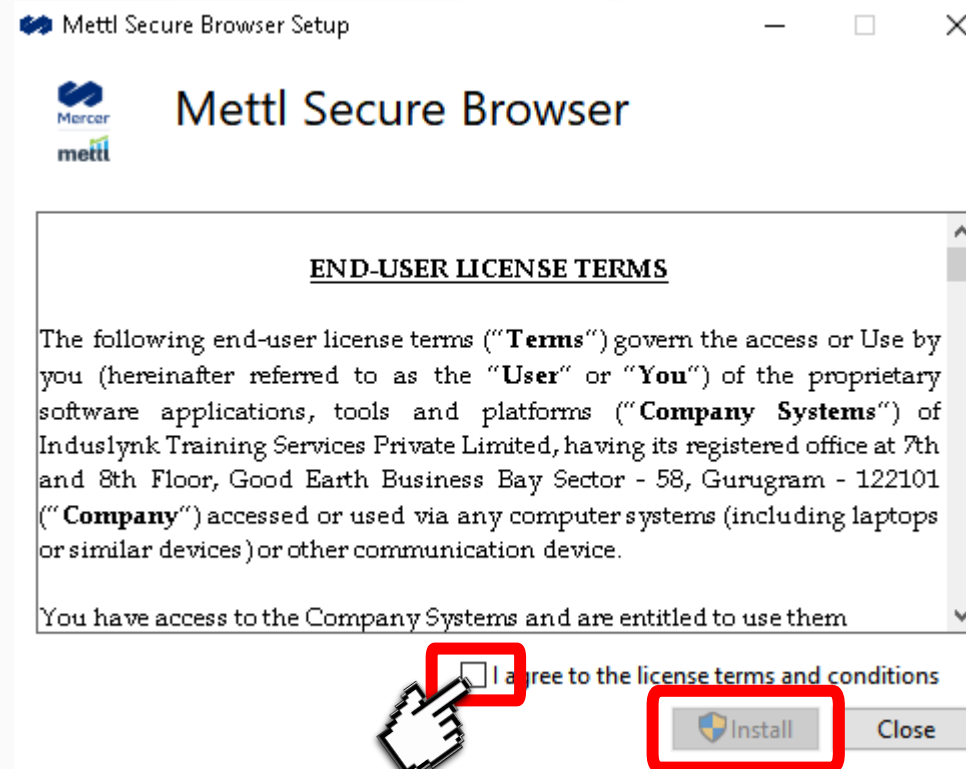 Mettl Secure Browser Setup
Mercer
mettl
Mettl Secure Browser
END-USER LICENSE TERMS
The following end-user license terms (“Terms”) govern the access or Use by
you (hereinafter referred to as the “User” or “You”) of the proprietary
software applications, tools and platforms (“Company Systems”) of
Induslynk Training Services Private Limited, having its registered office at 7th
and 8th Floor, Good Earth Business Bay Sector - 58, Gurugram - 122101
(“Company”) accessed or used via any computer systems (including laptops
or similar devices) or other communication device.
You have access to the Company Systems and are entitled to use them
I agree to the license terms and conditions
Install
Close